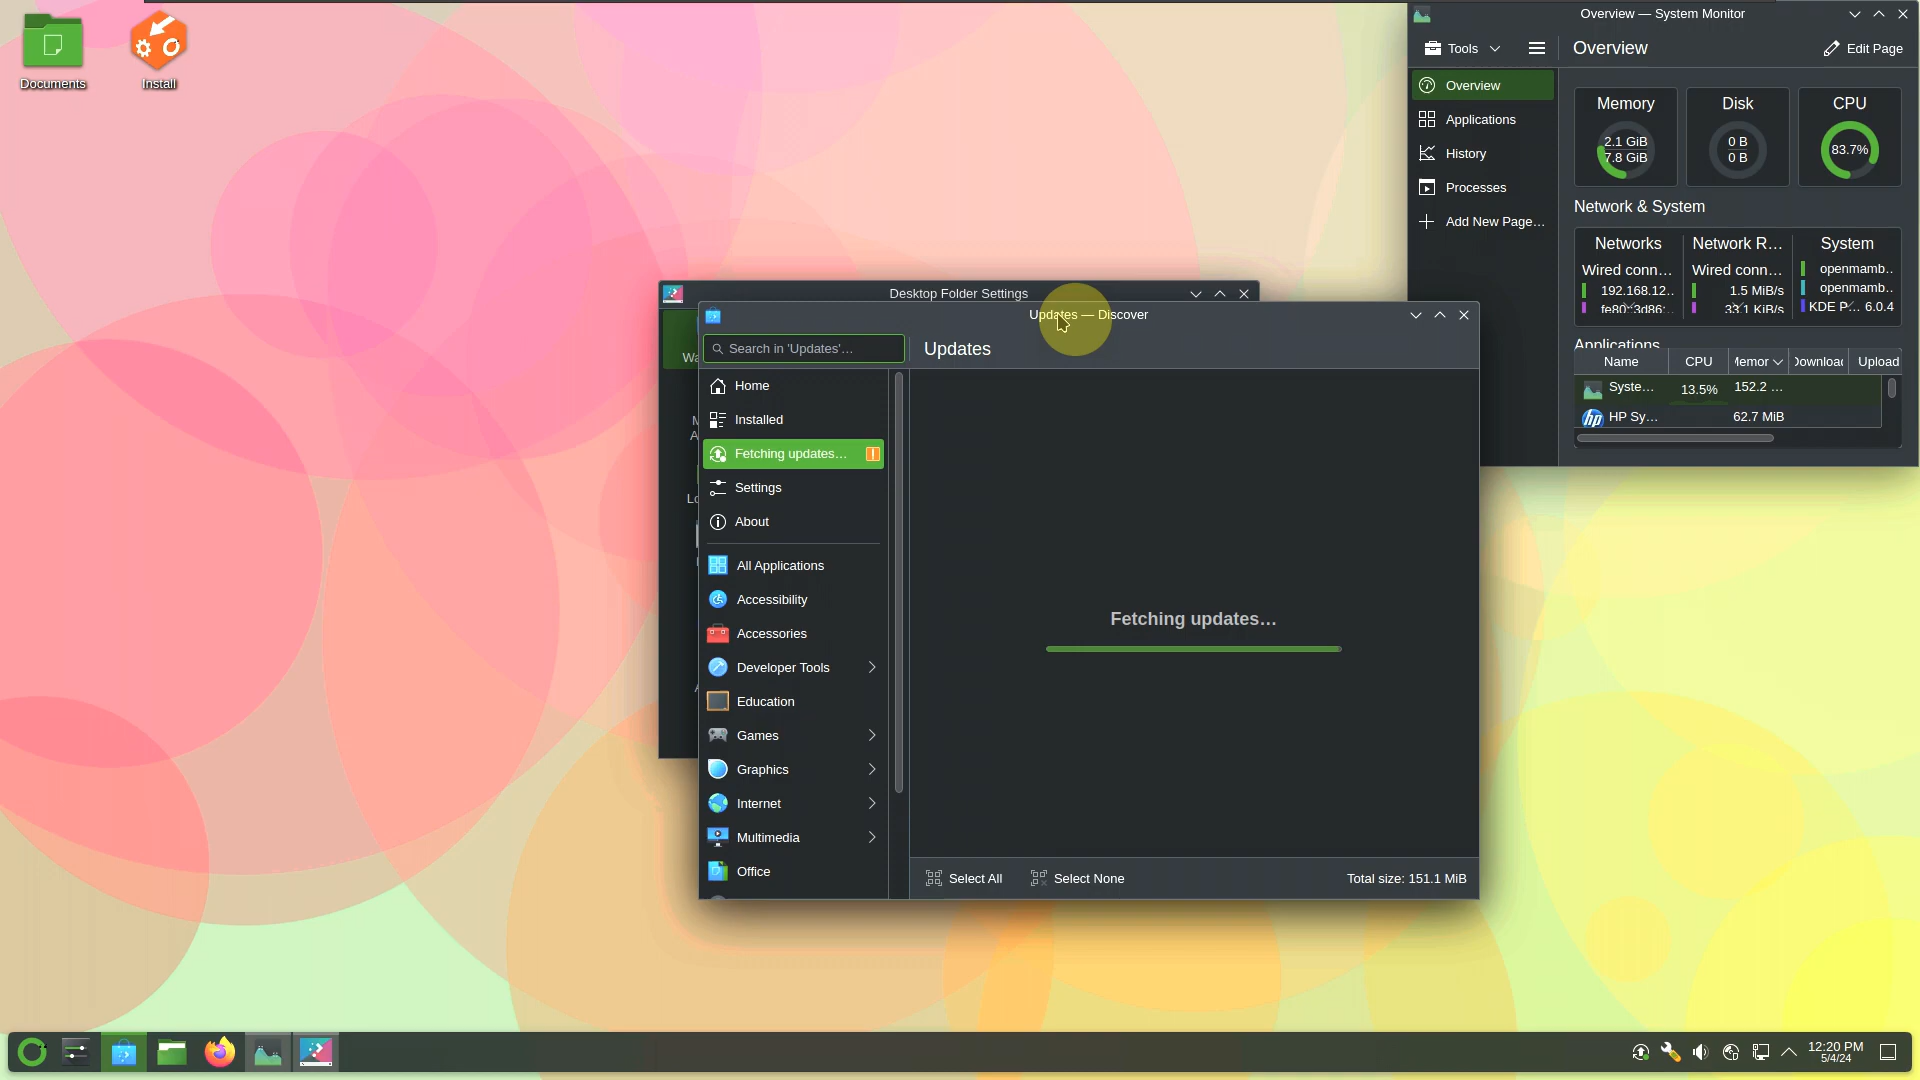 Documents
Install
Overview — System Monitor
Tools
Overview
Edit Page
Overview
Applications
History
Processes
Add New Page...
Memory
2.1 GiB
7.8 GiB
Disk
0 B
0 B
CPU
83.7%
Network & System
Networks
Network R...
System
Wired conn...
Wired conn...
openmamb..
192.168.12..
1.5 MiB/s
openmamb..
33.1 KiB/s
KDE P... 6.0.4
Applications
Name
CPU
Upload
Syste...
13.5%
152.2 ...
HP Sy...
62.7 MiB
Desktop Folder Settings
Updates — Discover
Search in 'Updates'...
Updates
Home
Installed
Fetching updates...
Settings
About
All Applications
Accessibility
Accessories
Developer Tools
Education
Games
Graphics
Internet
Multimedia
Office
Fetching updates...
Select All
Select None
Total size: 151.1 MiB
12:20 PM
5/4/24